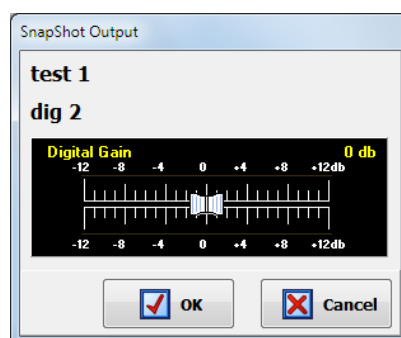 SnapShot Output
test 1
dig 2
Digital Gain 0 db
-12 -8 -4 0 +4 +8 +12db
-12 -8 -4 0 +4 +8 +12db
OK Cancel